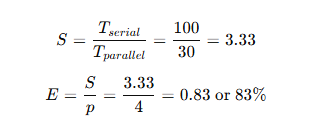 S = T_serial / T_parallel = 100 / 30 = 3.33
E = S / p = 3.33 / 4 = 0.83 or 83%